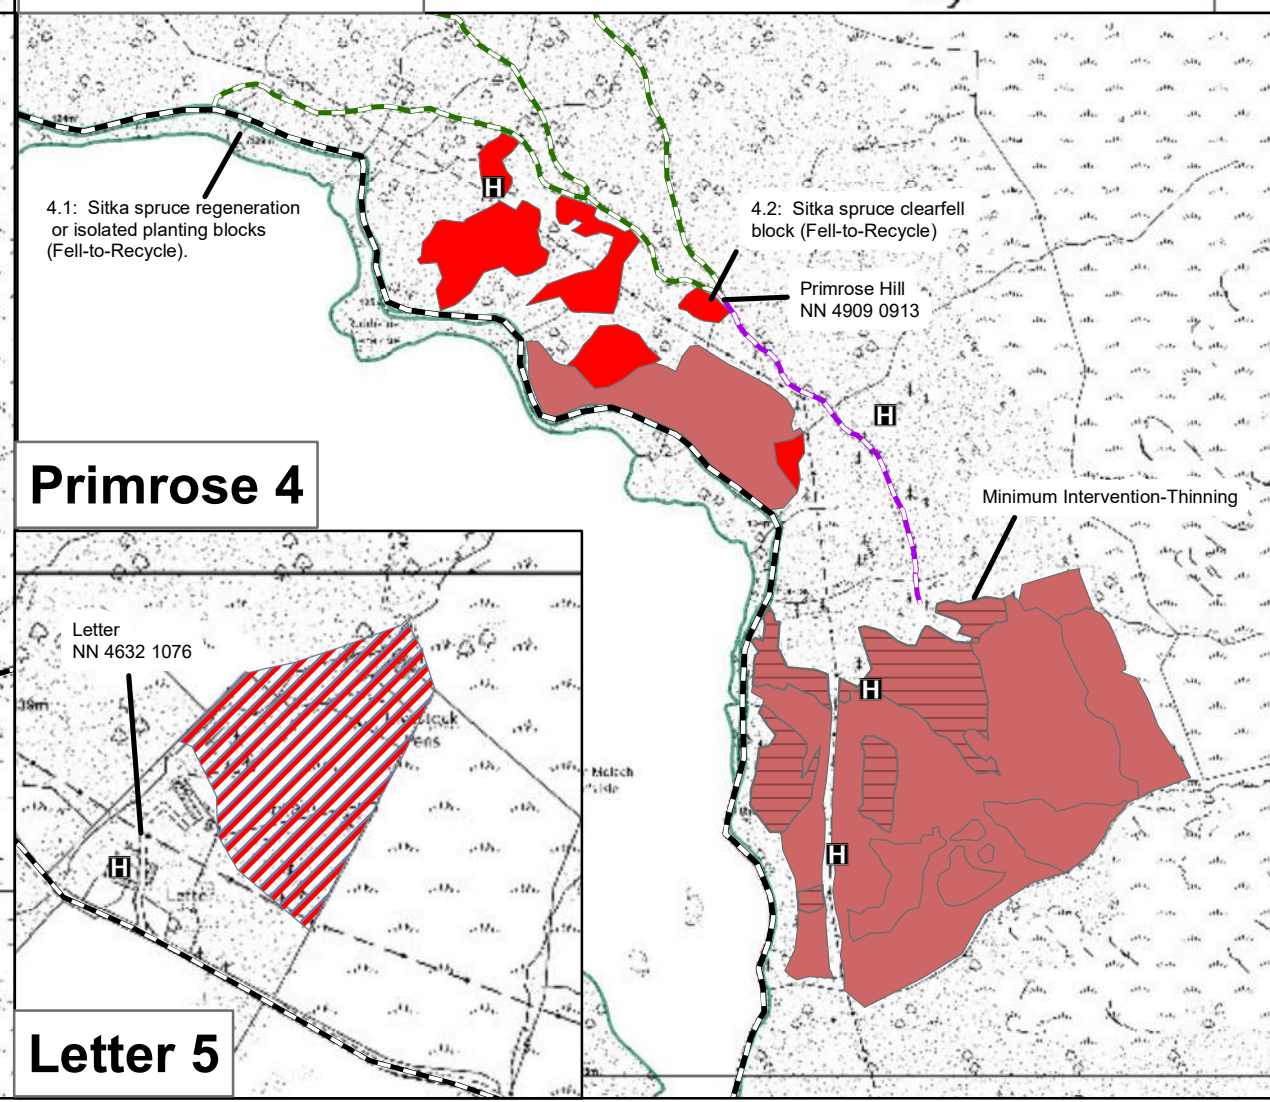 4.1: Sitka spruce regeneration
or isolated planting blocks
(Fell-to-Recycle).
4.2: Sitka spruce clearfell
block (Fell-to-Recycle)
Primrose Hill
NN 4909 0913
H
H
Primrose 4
Minimum Intervention-Thinning
Letter
NN 4632 1076
H
H
H
Letter 5